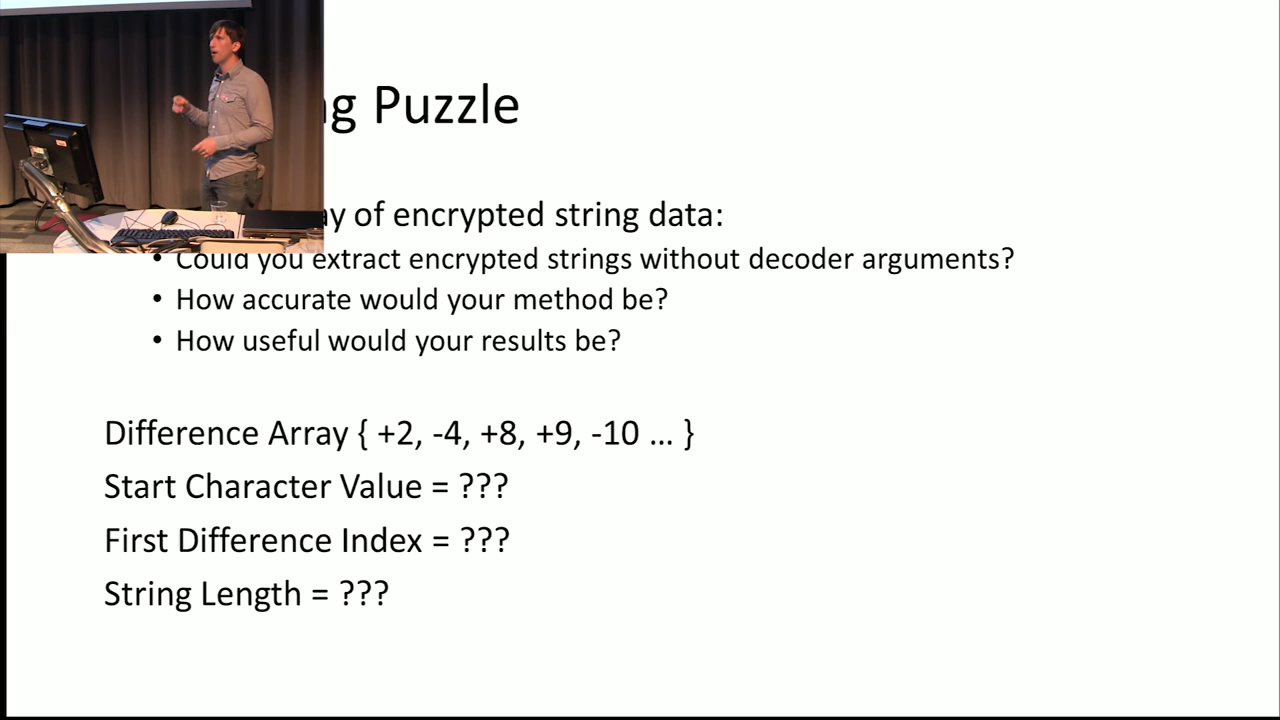 Puzzle
of encrypted string data:
• Could you extract encrypted strings without decoder arguments?
• How accurate would your method be?
• How useful would your results be?
Difference Array { +2, -4, +8, +9, -10 … }
Start Character Value = ???
First Difference Index = ???
String Length = ???